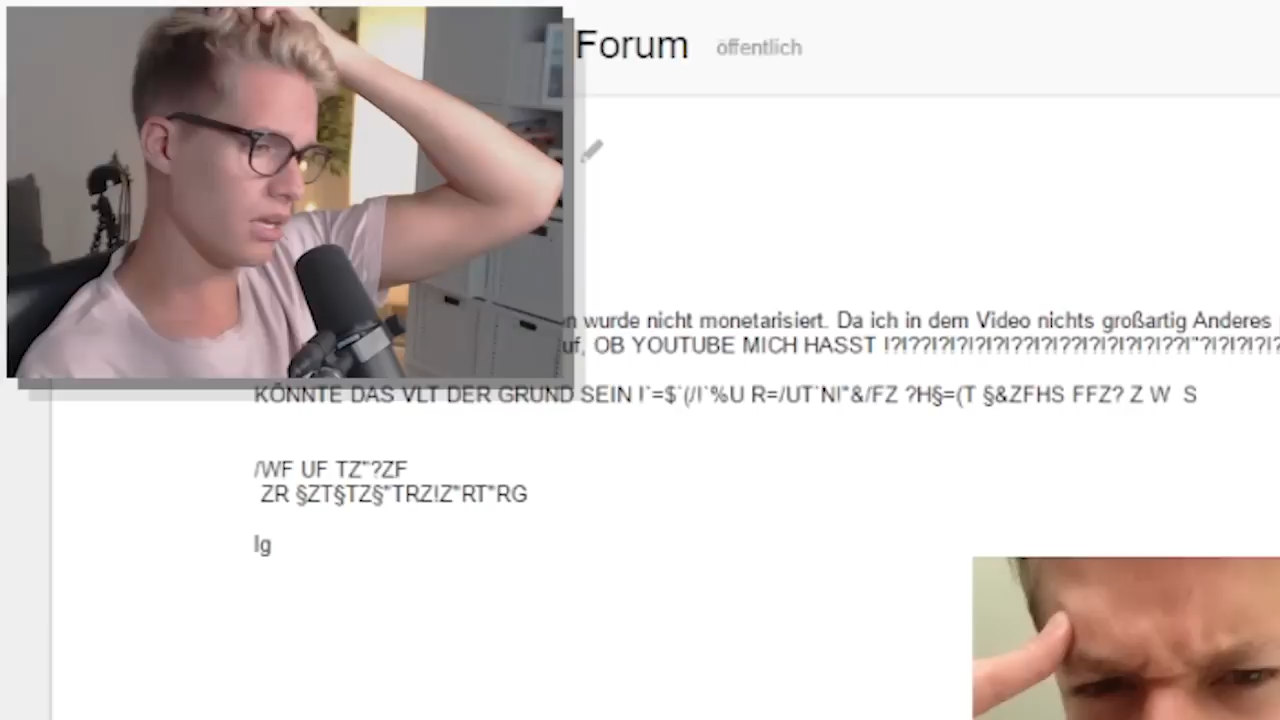 Forum öffentlich
n wurde nicht monetarisiert. Da ich in dem Video nichts großartig Anderes
uf, OB YOUTUBE MICH HASST !?!??!?!?!?!?!?!??!?!??!?!?!?!?!??!"?!?!?!?!?
KÖNNTE DAS VLT DER GRUND SEIN !`=$`(/!`%U R=/UT`N!"&/FZ ?H§=(T §&ZFHS FFZ? Z W S
/WF UF TZ"?ZF
ZR §ZT§TZ§"TRZ!Z"RT"RG
lg